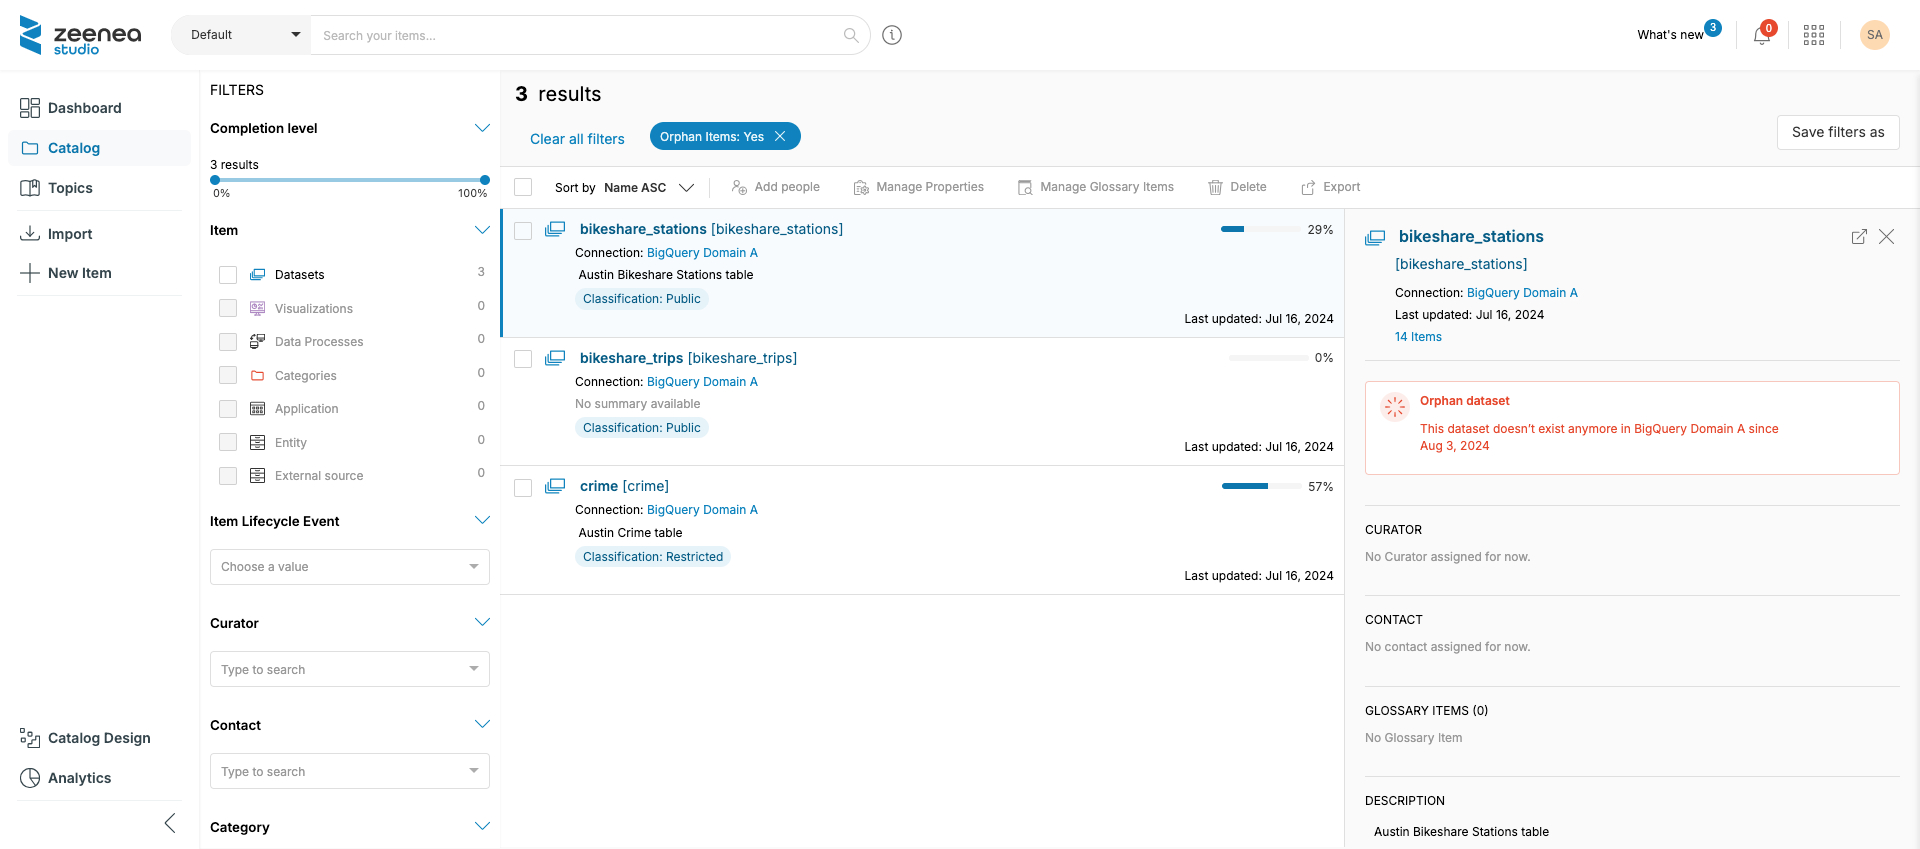 zeenea
studio
Default
Search your items...
What's new
3
0
SA
Dashboard
Catalog
Topics
Import
New Item
Catalog Design
Analytics
FILTERS
Completion level
3 results
0%
100%
Item
Datasets
3
Visualizations
0
Data Processes
0
Categories
0
Application
0
Entity
0
External source
0
Item Lifecycle Event
Choose a value
Curator
Type to search
Contact
Type to search
Category
3 results
Clear all filters
Orphan Items: Yes
Save filters as
Sort by Name ASC
Add people
Manage Properties
Manage Glossary Items
Delete
Export
bikeshare_stations [bikeshare_stations]
29%
Connection: BigQuery Domain A
Austin Bikeshare Stations table
Classification: Public
Last updated: Jul 16, 2024
bikeshare_trips [bikeshare_trips]
0%
Connection: BigQuery Domain A
No summary available
Classification: Public
Last updated: Jul 16, 2024
crime [crime]
57%
Connection: BigQuery Domain A
Austin Crime table
Classification: Restricted
Last updated: Jul 16, 2024
bikeshare_stations
[bikeshare_stations]
Connection: BigQuery Domain A
Last updated: Jul 16, 2024
14 Items
Orphan dataset
This dataset doesn't exist anymore in BigQuery Domain A since
Aug 3, 2024
CURATOR
No Curator assigned for now.
CONTACT
No contact assigned for now.
GLOSSARY ITEMS (0)
No Glossary Item
DESCRIPTION
Austin Bikeshare Stations table